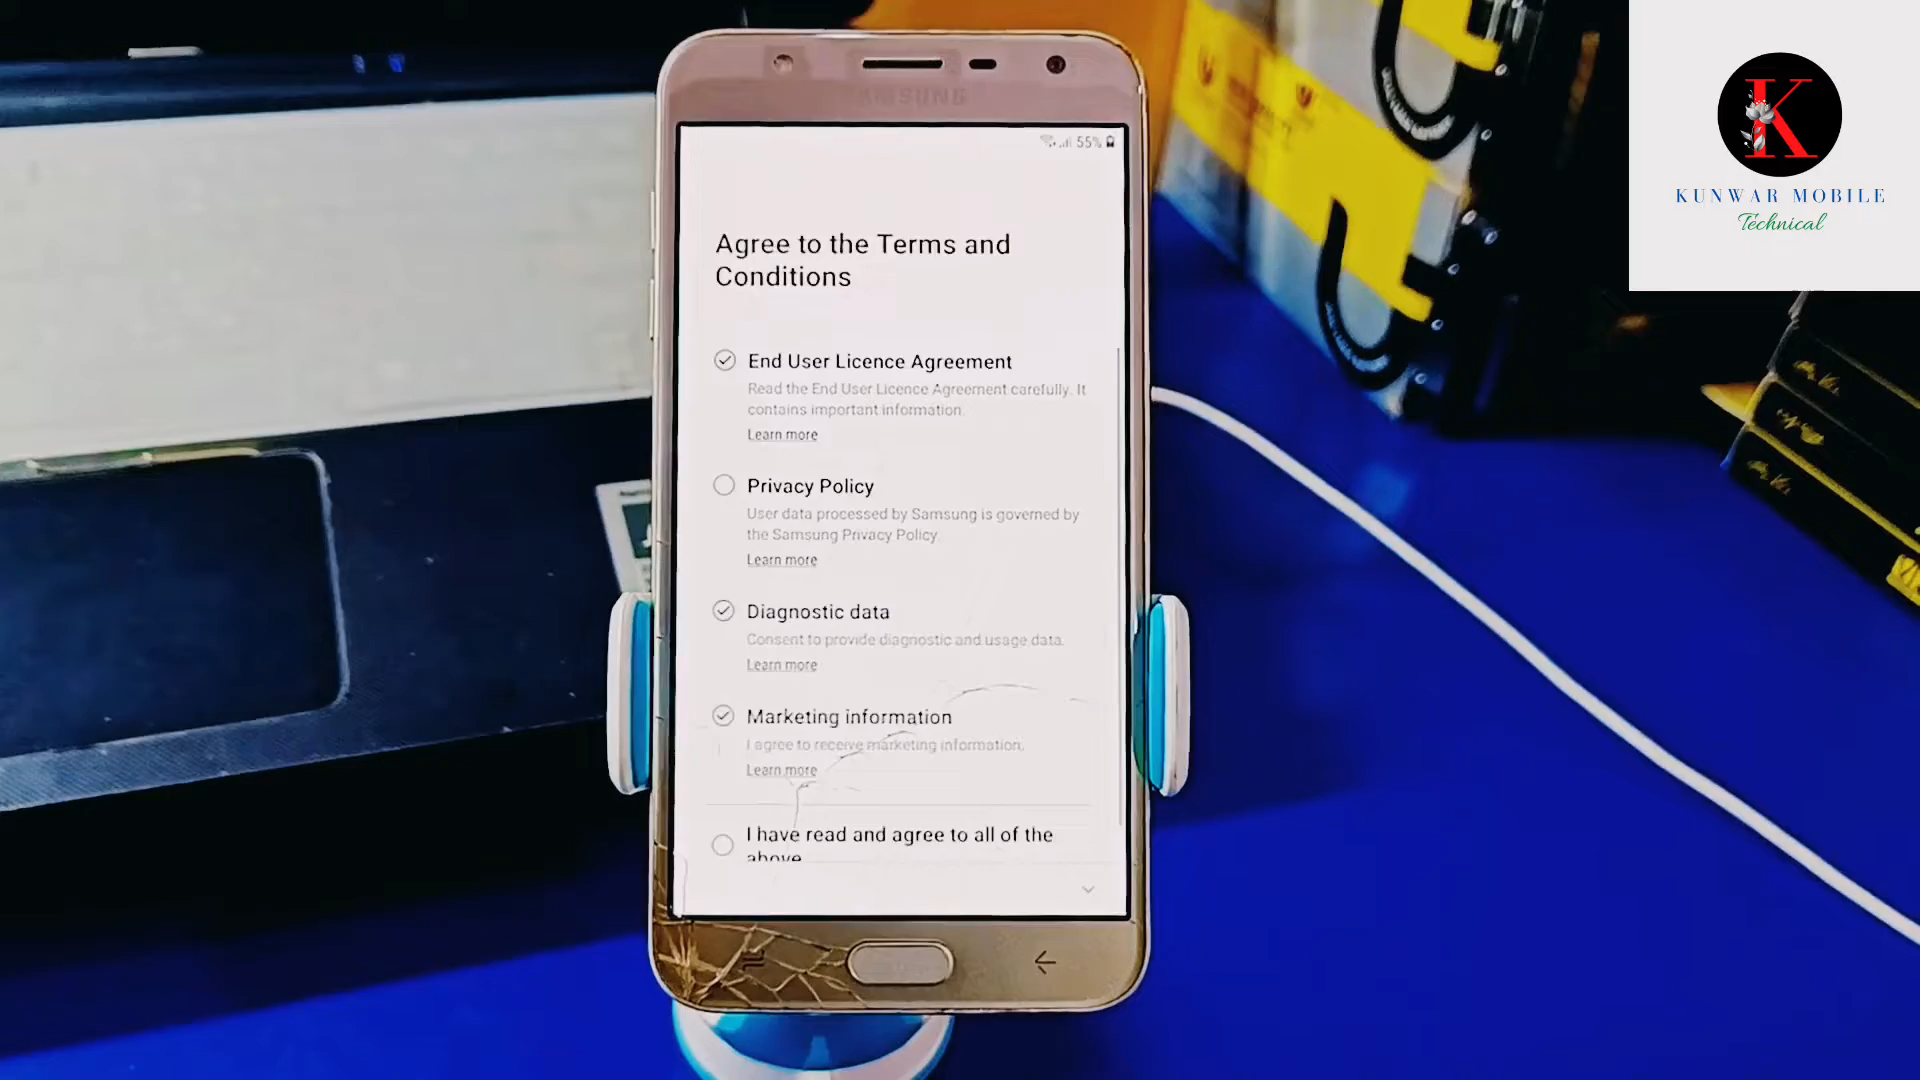 SAMSUNG
55%
Agree to the Terms and
Conditions
End User Licence Agreement
Read the End User Licence Agreement carefully. It
contains important information.
Learn more
Privacy Policy
User data processed by Samsung is governed by
the Samsung Privacy Policy.
Learn more
Diagnostic data
Consent to provide diagnostic and usage data.
Learn more
Marketing information
I agree to receive marketing information.
Learn more
I have read and agree to all of the
above
K
KUNWAR MOBILE
Technical